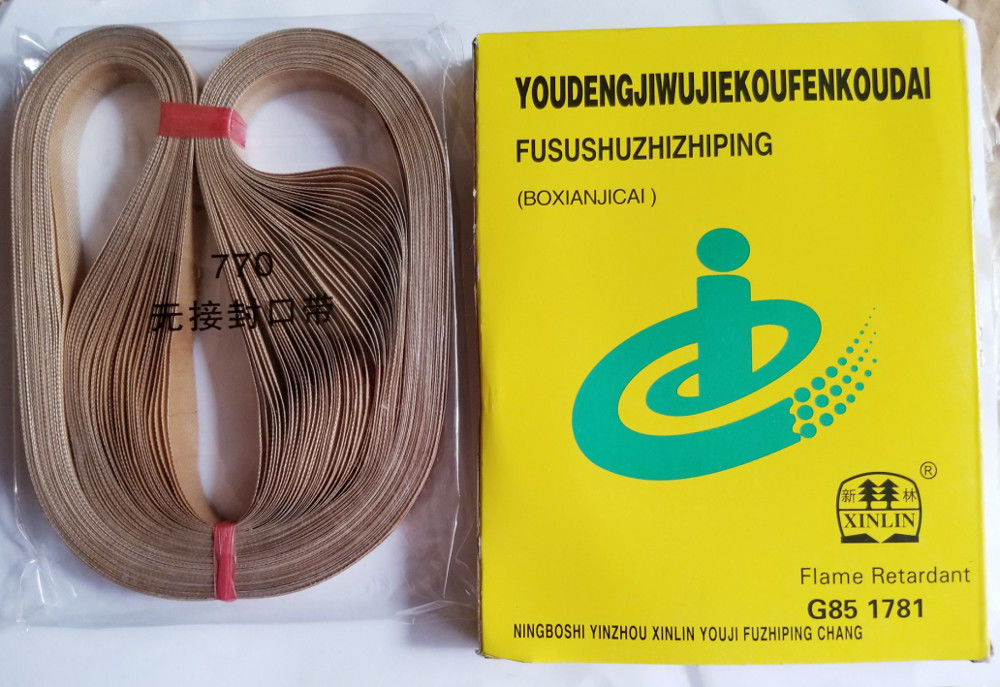 770
无接封口带
YOUDENGJIWUJIEKOUFENKOUDAI
FUSUSHUZHIZHIPING
(BOXIANJICAI )
新 林
®
XINLIN
Flame Retardant
G85 1781
NINGBOSHI YINZHOU XINLIN YOUJI FUZHIPING CHANG